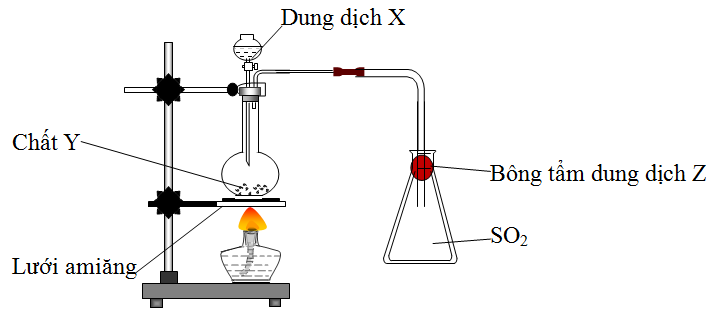 Dung dịch X
Chất Y
Bông tẩm dung dịch Z
SO₂
Lưới amiăng